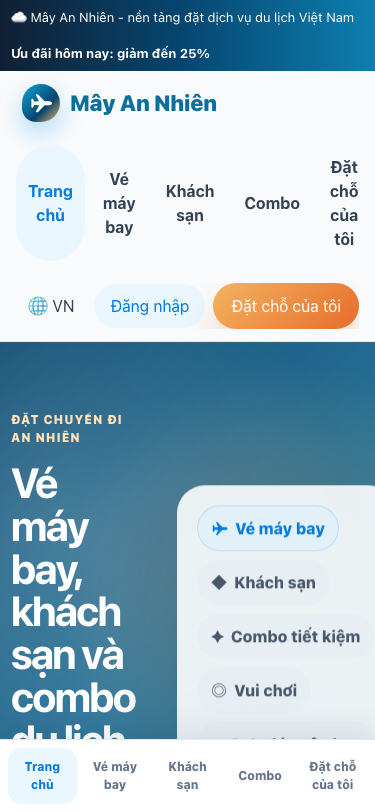 Mây An Nhiên - nền tảng đặt dịch vụ du lịch Việt Nam
Ưu đãi hôm nay: giảm đến 25%
Mây An Nhiên
Trang
chủ
Vé
máy
bay
Khách
sạn
Combo
Đặt
chỗ
của
tôi
VN
Đăng nhập
Đặt chỗ của tôi
ĐẶT CHUYẾN ĐI
AN NHIÊN
Vé
máy
bay,
khách
sạn và
combo
du lịch
Vé máy bay
Khách sạn
Combo tiết kiệm
Vui chơi
Trang
chủ
Vé máy
bay
Khách
sạn
Combo
Đặt chỗ
của tôi